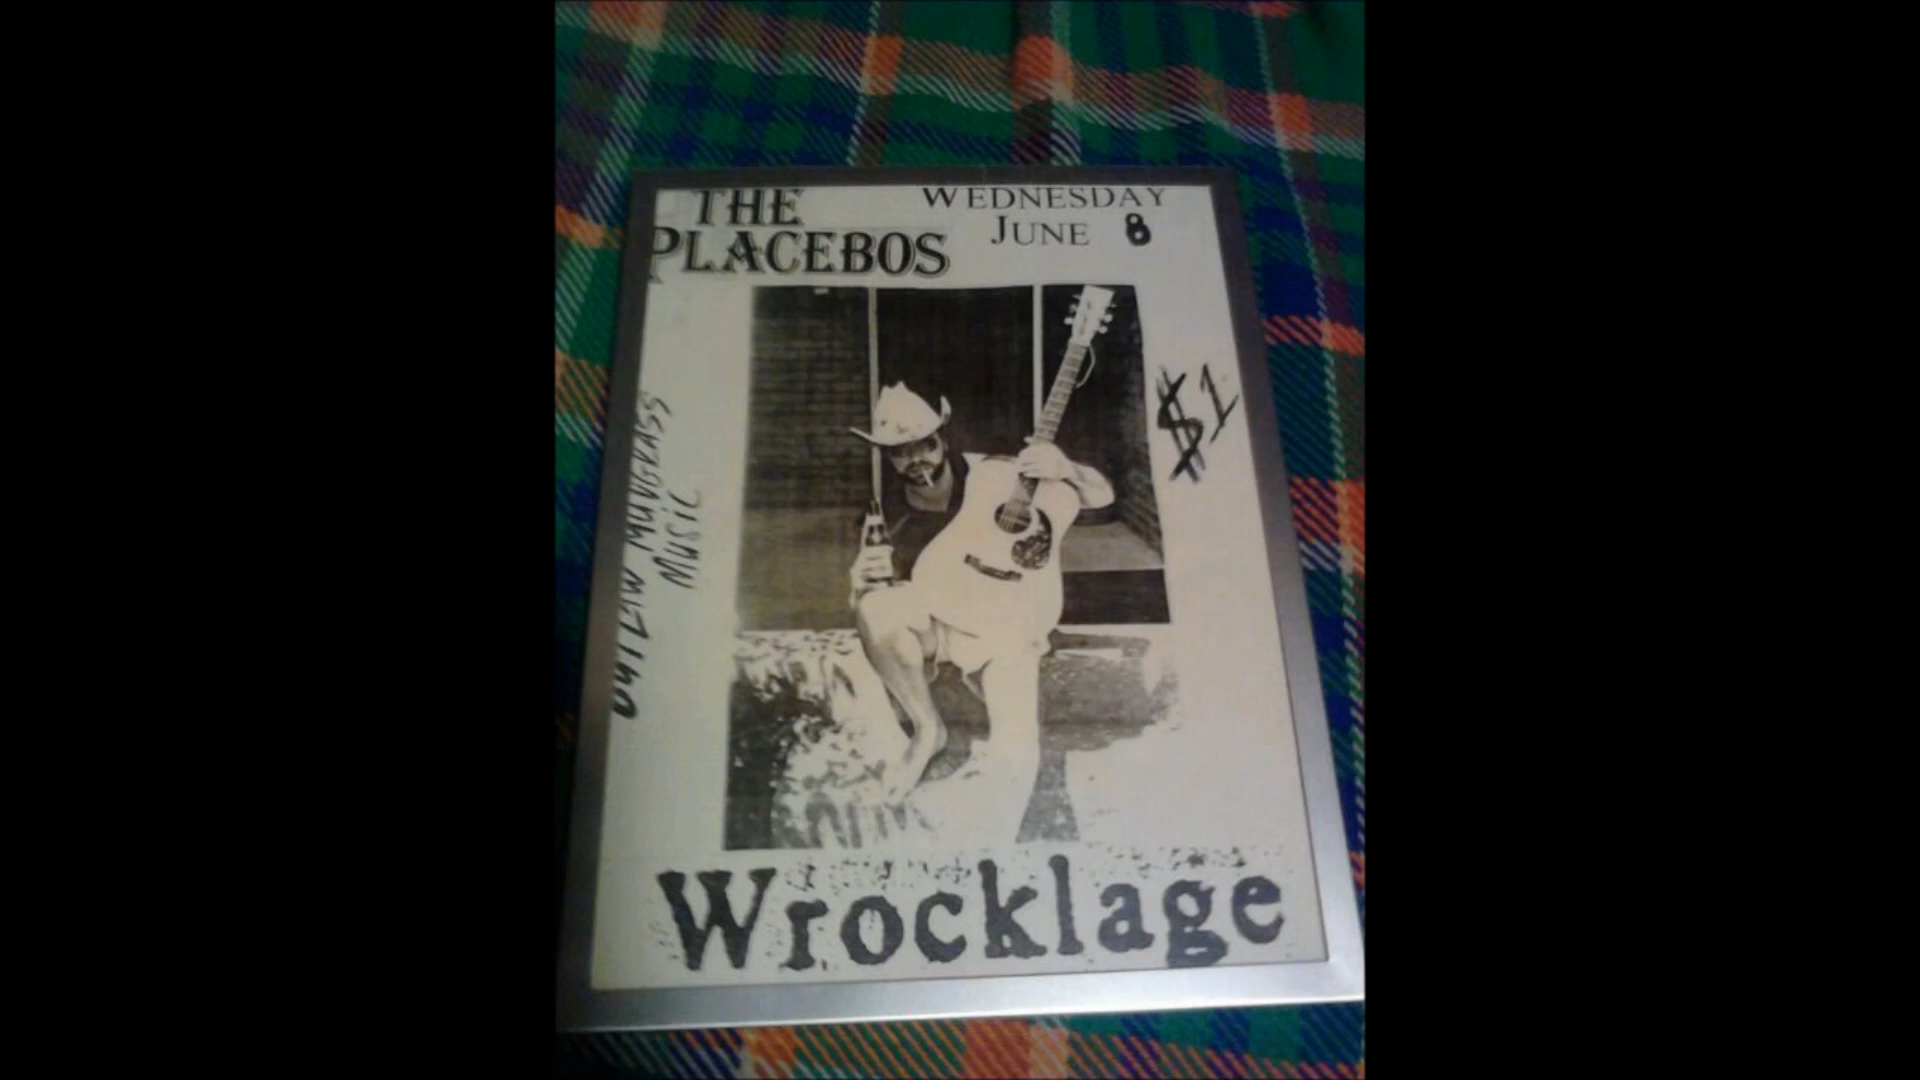 THE
PLACEBOS
WEDNESDAY
JUNE 8
OUTLAW MUDGRASS
MUSIC
$1
Wrocklage